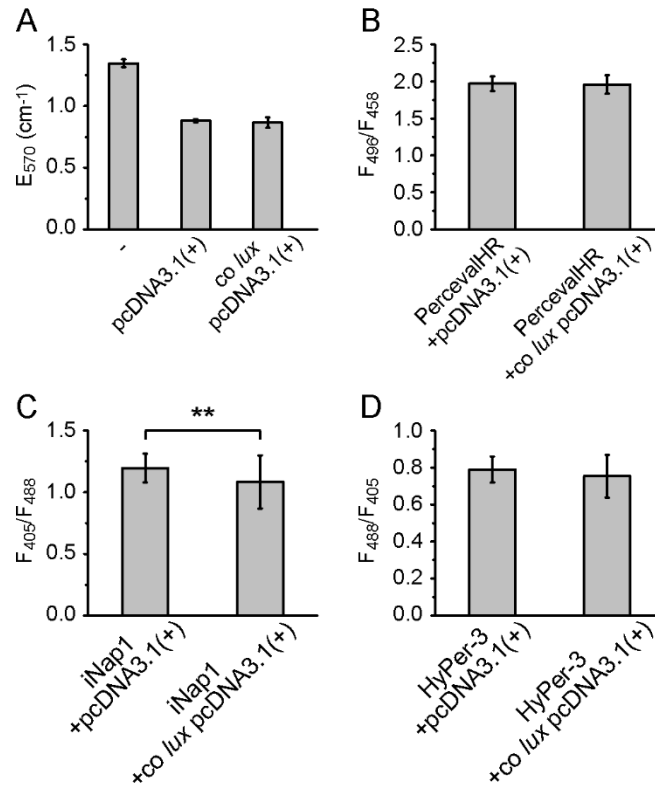 A
E570 (cm-1)
1.5
1.0
0.5
0.0
-
pcDNA3.1(+)
co lux
pcDNA3.1(+)
B
F496/F458
2.5
2.0
1.5
1.0
0.5
0.0
PercevalHR
+pcDNA3.1(+)
PercevalHR
+co lux pcDNA3.1(+)
C
F405/F488
1.5
1.0
0.5
0.0
**
iNap1
+pcDNA3.1(+)
iNap1
+co lux pcDNA3.1(+)
D
F488/F405
1.0
0.8
0.6
0.4
0.2
0.0
HyPer-3
+pcDNA3.1(+)
HyPer-3
+co lux pcDNA3.1(+)